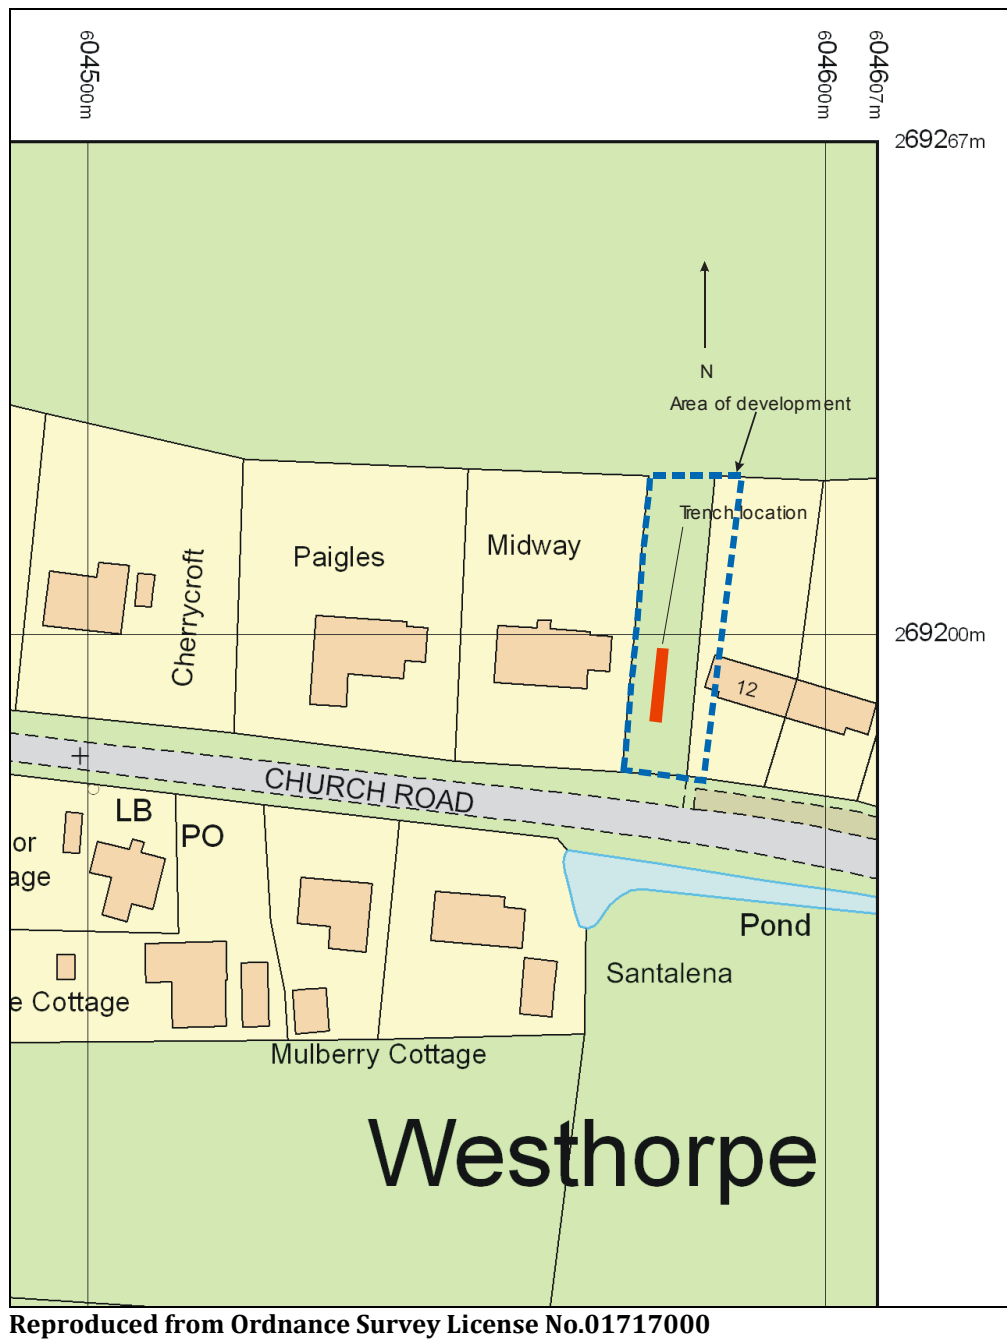 604500m
604600m
604607m
269267m
N
Area of development
Trench location
Midway
Paigles
Cherrycroft
269200m
12
CHURCH ROAD
LB
PO
or
age
Pond
Santalena
e Cottage
Mulberry Cottage
Westhorpe
Reproduced from Ordnance Survey License No.01717000